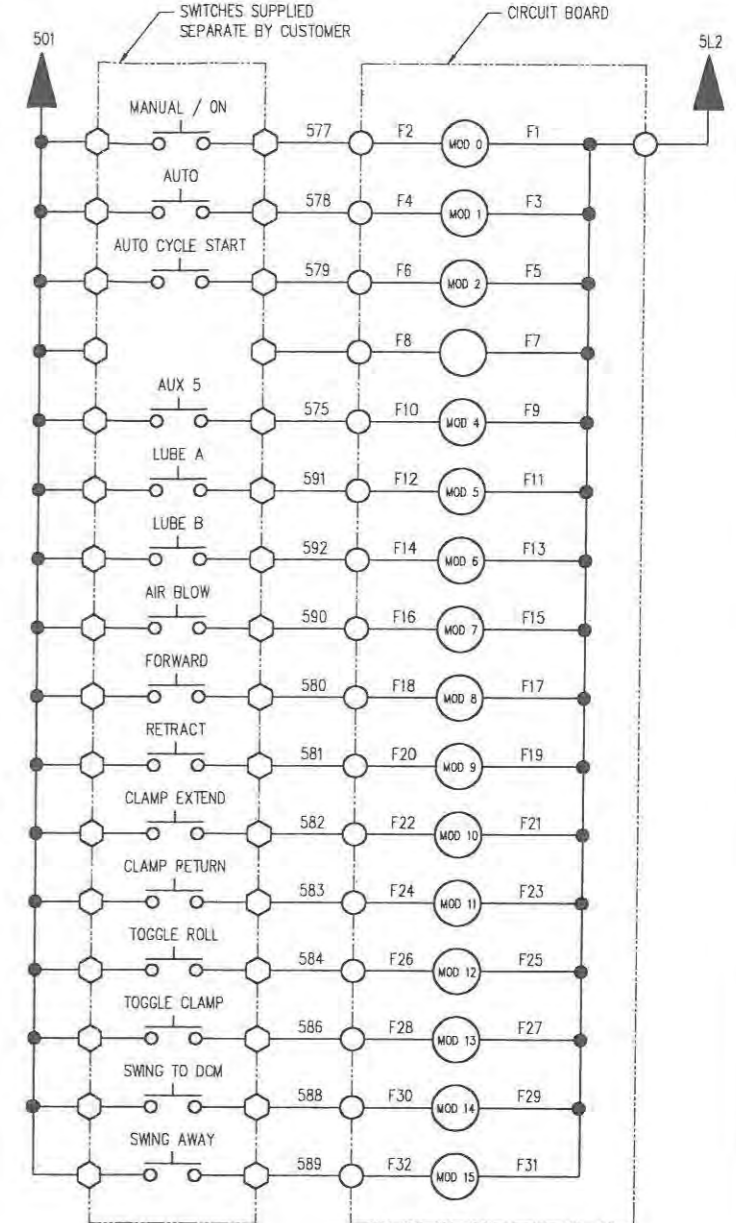 SWITCHES SUPPLIED
SEPARATE BY CUSTOMER
CIRCUIT BOARD
501
5L2
MANUAL / ON
577 F2 MOD 0 F1
AUTO
578 F4 MOD 1 F3
AUTO CYCLE START
579 F6 MOD 2 F5
F8 F7
AUX 5
575 F10 MOD 4 F9
LUBE A
591 F12 MOD 5 F11
LUBE B
592 F14 MOD 6 F13
AIR BLOW
590 F16 MOD 7 F15
FORWARD
580 F18 MOD 8 F17
RETRACT
581 F20 MOD 9 F19
CLAMP EXTEND
582 F22 MOD 10 F21
CLAMP RETURN
583 F24 MOD 11 F23
TOGGLE ROLL
584 F26 MOD 12 F25
TOGGLE CLAMP
586 F28 MOD 13 F27
SWING TO DCM
588 F30 MOD 14 F29
SWING AWAY
589 F32 MOD 15 F31